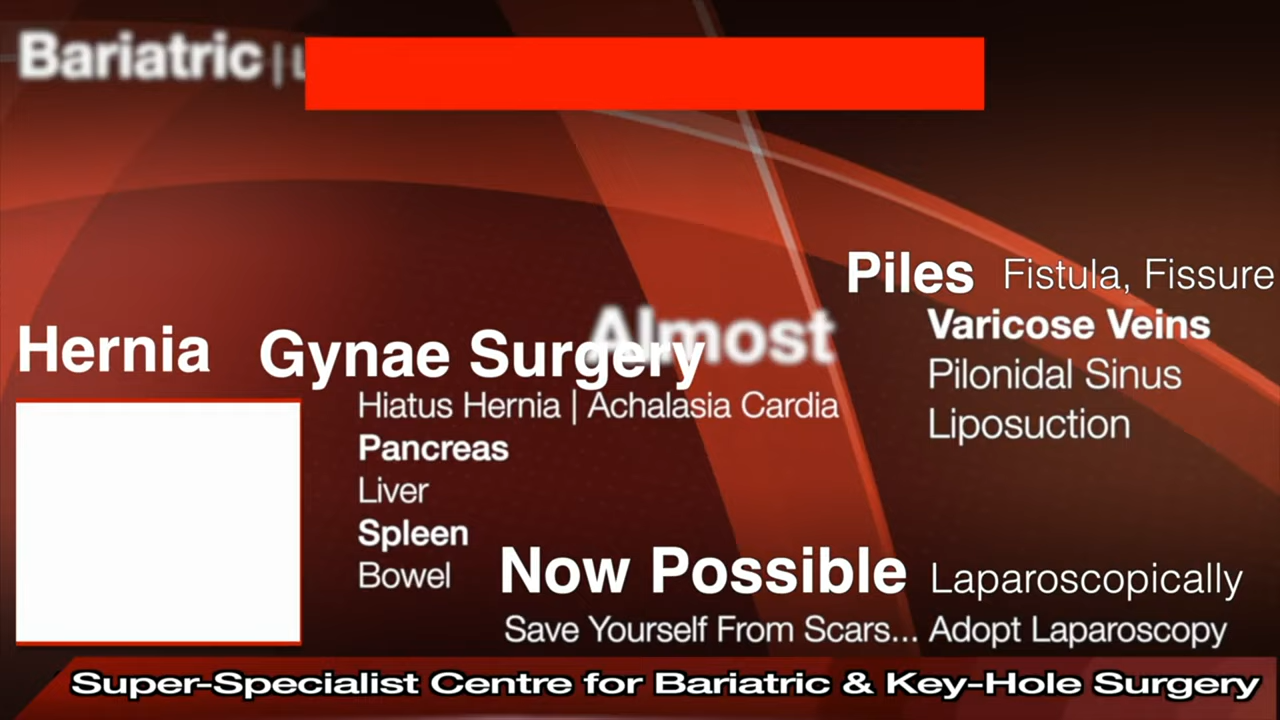 Bariatric |
Piles Fistula, Fissure
Varicose Veins
Pilonidal Sinus
Liposuction
Almost
Hernia Gynae Surgery
Hiatus Hernia | Achalasia Cardia
Pancreas
Liver
Spleen
Bowel
Now Possible Laparoscopically
Save Yourself From Scars... Adopt Laparoscopy
Super-Specialist Centre for Bariatric & Key-Hole Surgery